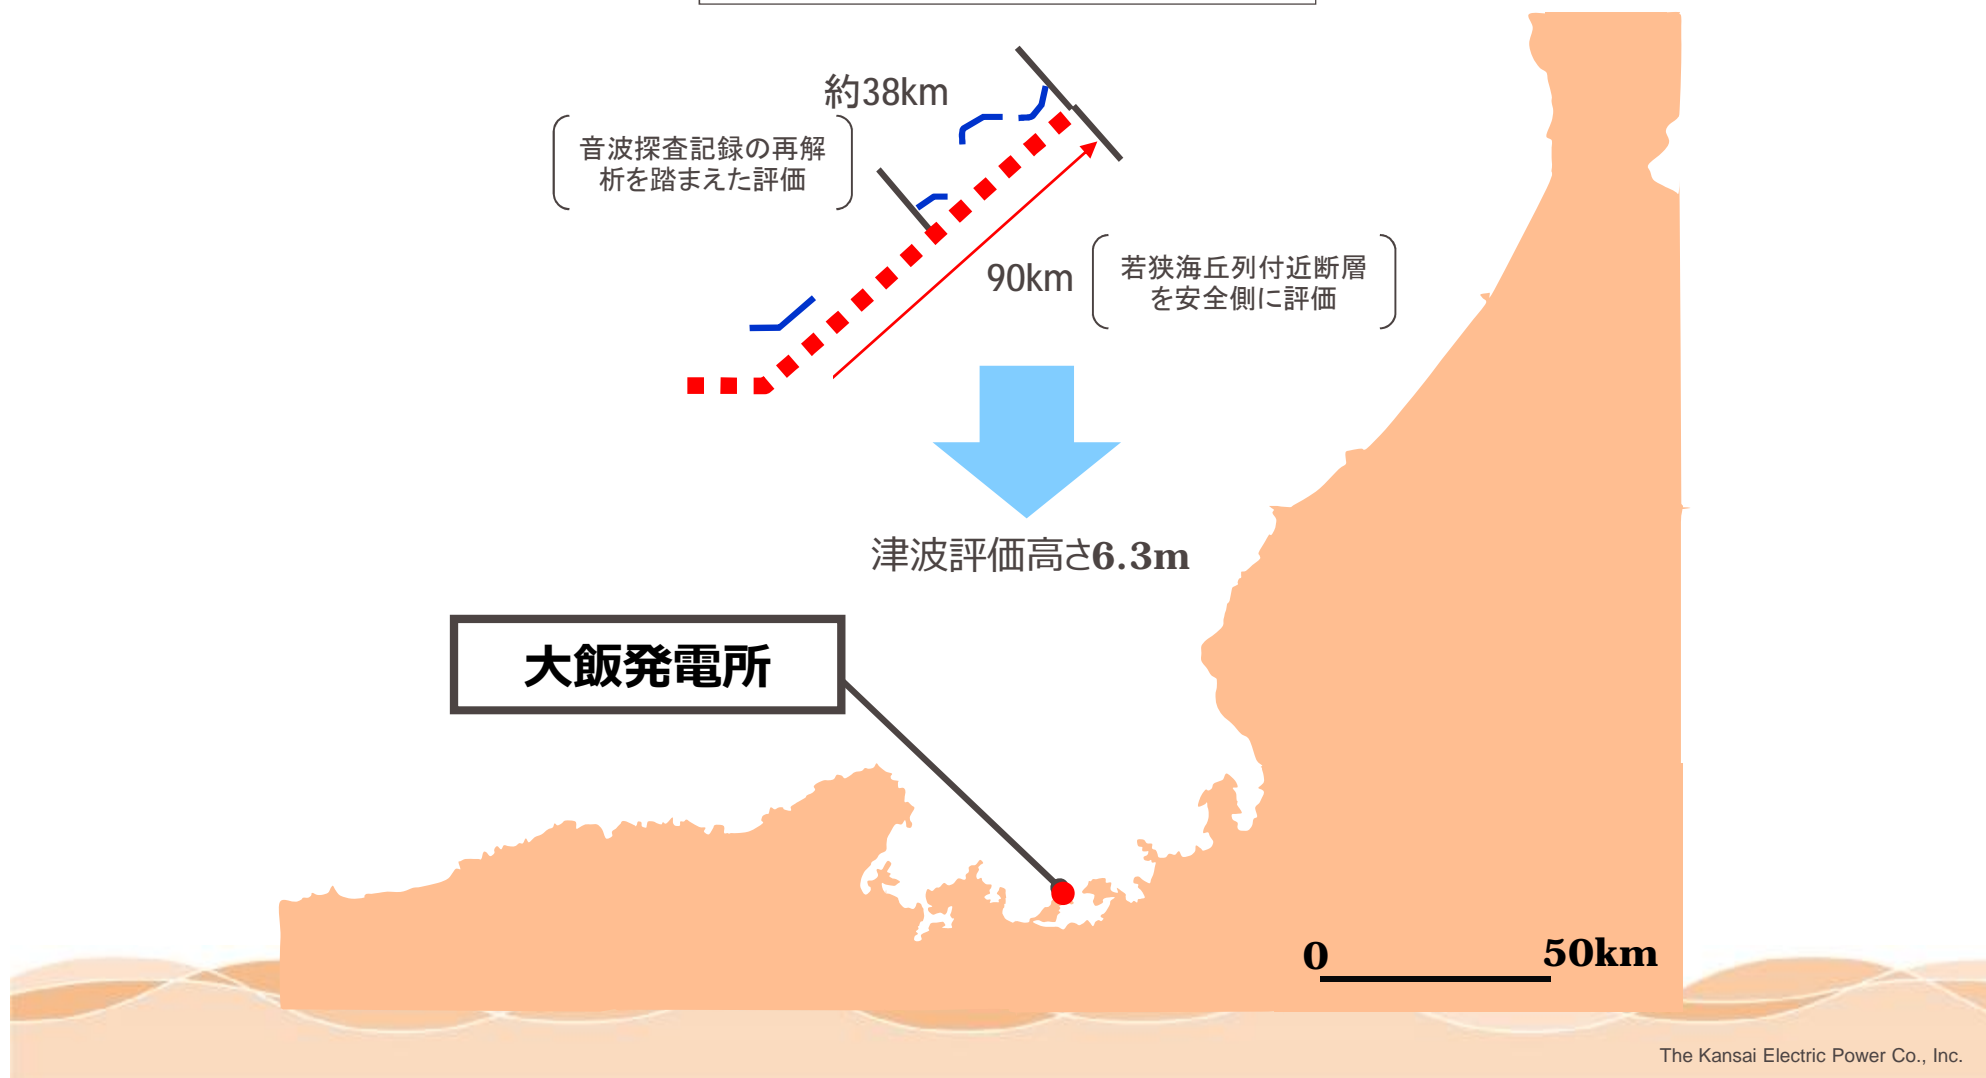 約38km
音波探査記録の再解
析を踏まえた評価
90km
若狭海丘列付近断層
を安全側に評価
津波評価高さ6.3m
大飯発電所
0
50km
The Kansai Electric Power Co., Inc.